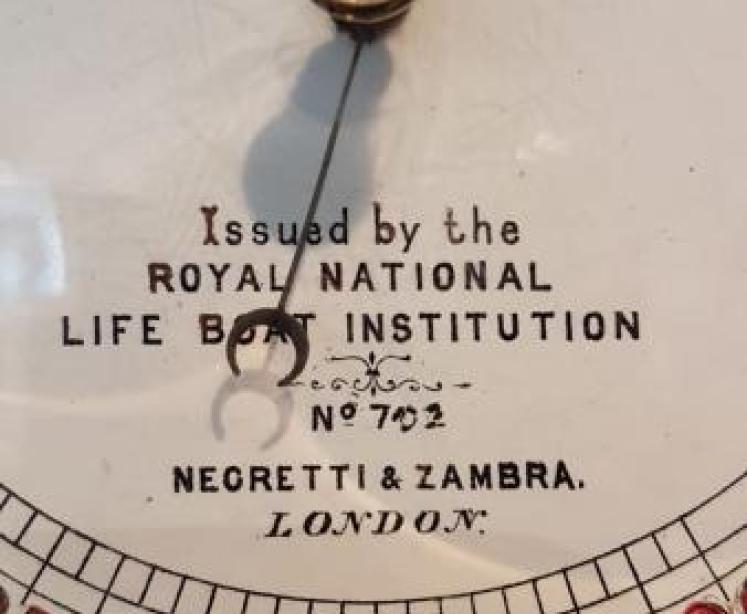 Issued by the
ROYAL NATIONAL
LIFE BOAT INSTITUTION
Nº 702
NEGRETTI & ZAMBRA.
LONDON.